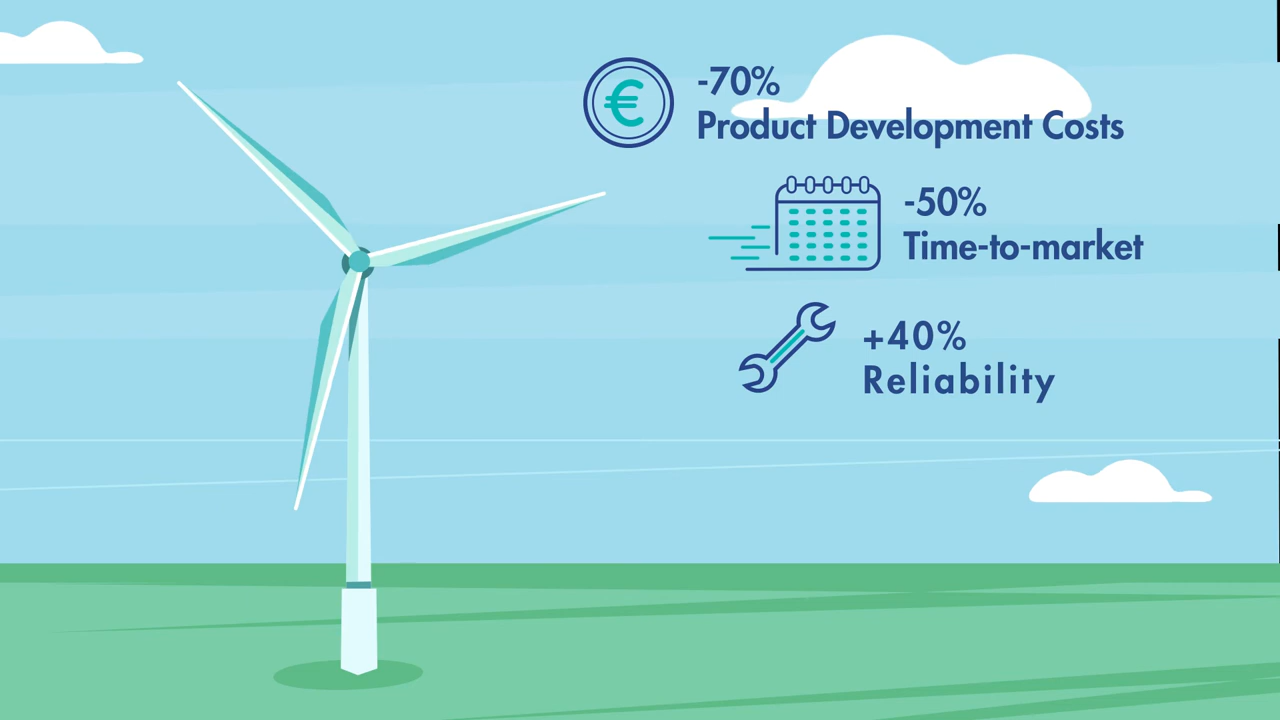 €
-70%
Product Development Costs
-50%
Time-to-market
+40%
Reliability